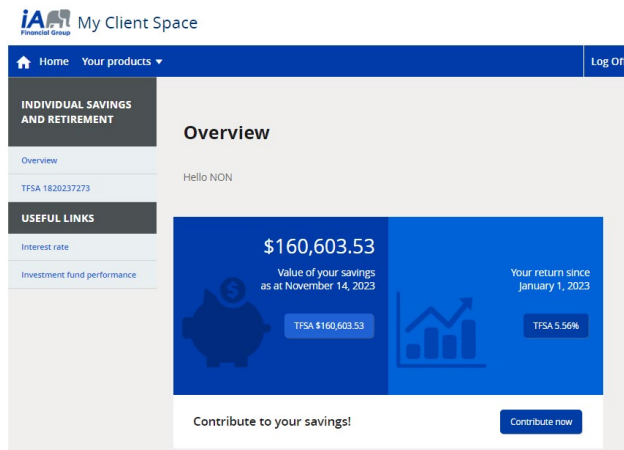 iA
Financial Group
My Client Space
Home Your products
Log Of
INDIVIDUAL SAVINGS
AND RETIREMENT
Overview
TFSA 1820237273
USEFUL LINKS
Interest rate
Investment fund performance
Overview
Hello NON
$160,603.53
Value of your savings
as at November 14, 2023
TFSA $160,603.53
Your return since
January 1, 2023
TFSA 5.56%
Contribute to your savings!
Contribute now